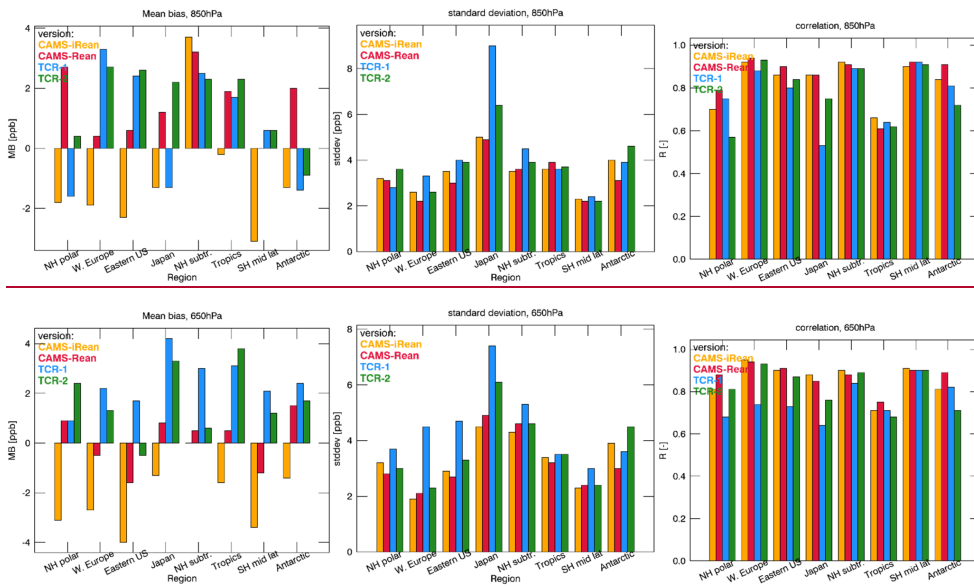 Mean bias, 850hPa
version:
CAMS-iRean
CAMS-Rean
TCR-1
TCR-2
MB [ppb]
4
2
0
-2
NH polar
W. Europe
Eastern US
Japan
NH subtr.
Tropics
SH mid lat
Antarctic
Region
standard deviation, 850hPa
version:
CAMS-iRean
CAMS-Rean
TCR-1
TCR-2
stddev [ppb]
8
6
4
2
0
NH polar
W. Europe
Eastern US
Japan
NH subtr.
Tropics
SH mid lat
Antarctic
Region
correlation, 850hPa
version:
CAMS-iRean
CAMS-Rean
TCR-1
TCR-2
R [-]
1.0
0.8
0.6
0.4
0.2
0.0
NH polar
W. Europe
Eastern US
Japan
NH subtr.
Tropics
SH mid lat
Antarctic
Region
Mean bias, 650hPa
version:
CAMS-iRean
CAMS-Rean
TCR-1
TCR-2
MB [ppb]
4
2
0
-2
-4
NH polar
W. Europe
Eastern US
Japan
NH subtr.
Tropics
SH mid lat
Antarctic
Region
standard deviation, 650hPa
version:
CAMS-iRean
CAMS-Rean
TCR-1
TCR-2
stddev [ppb]
8
6
4
2
0
NH polar
W. Europe
Eastern US
Japan
NH subtr.
Tropics
SH mid lat
Antarctic
Region
correlation, 650hPa
version:
CAMS-iRean
CAMS-Rean
TCR-1
TCR-2
R [-]
1.0
0.8
0.6
0.4
0.2
0.0
NH polar
W. Europe
Eastern US
Japan
NH subtr.
Tropics
SH mid lat
Antarctic
Region